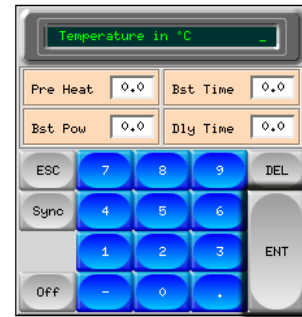 Temperature in °C _
Pre Heat 0.0 Bst Time 0.0
Bst Pow 0.0 Dly Time 0.0
ESC 7 8 9 DEL
Sync 4 5 6
1 2 3 ENT
Off - 0 .